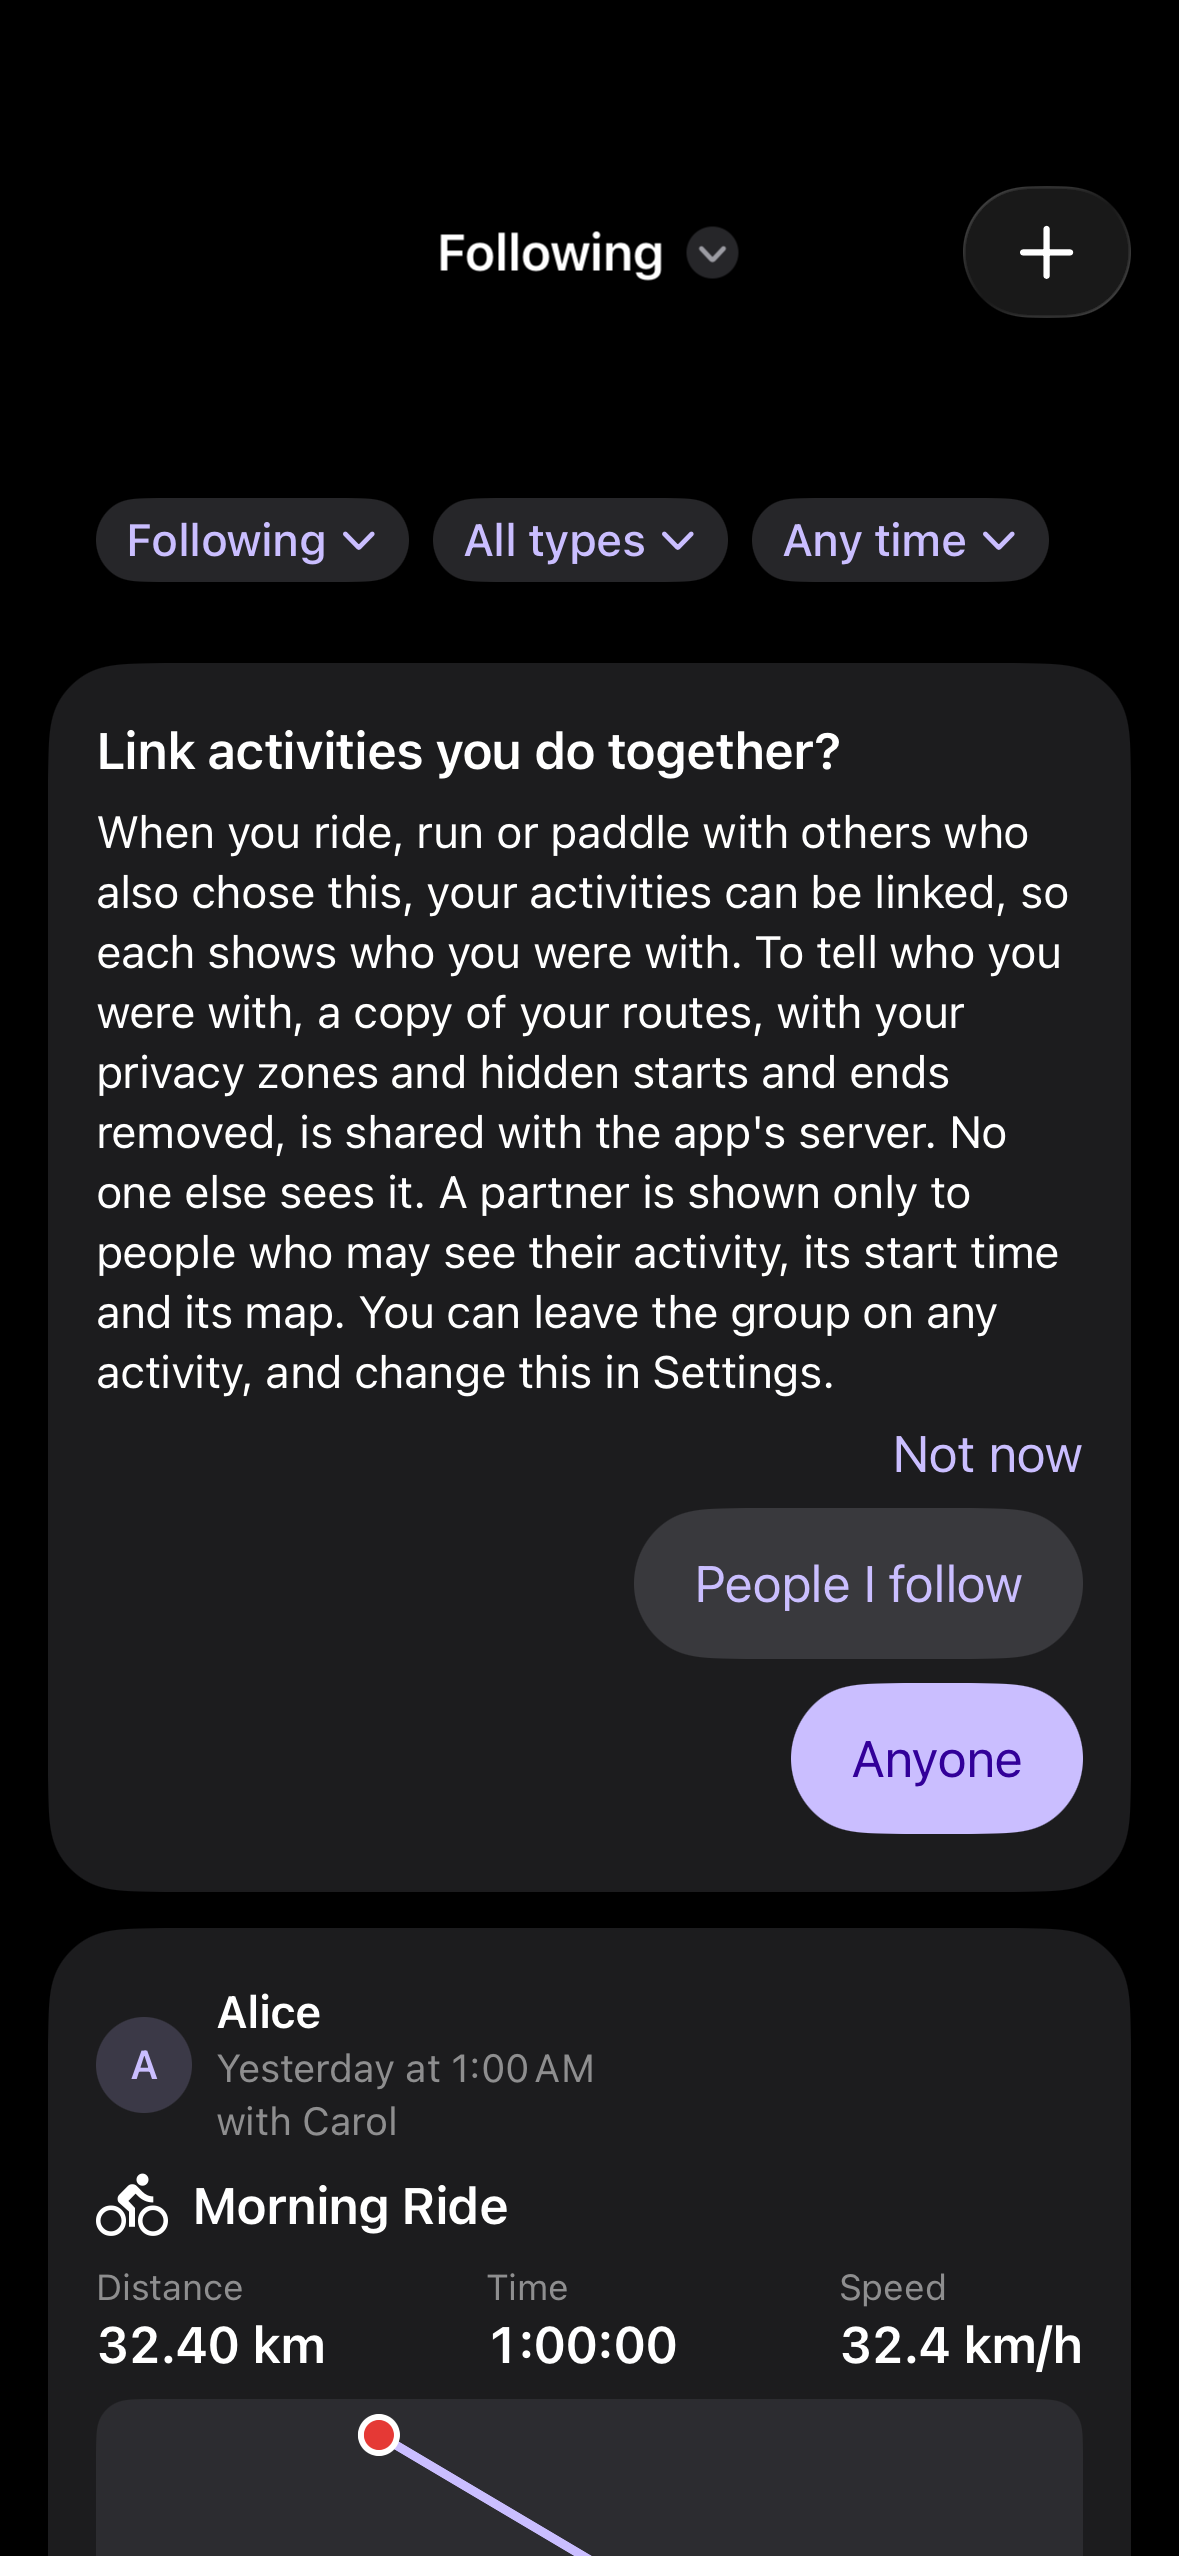 Following
Following
All types
Any time
Link activities you do together?
When you ride, run or paddle with others who
also chose this, your activities can be linked, so
each shows who you were with. To tell who you
were with, a copy of your routes, with your
privacy zones and hidden starts and ends
removed, is shared with the app's server. No
one else sees it. A partner is shown only to
people who may see their activity, its start time
and its map. You can leave the group on any
activity, and change this in Settings.
Not now
People I follow
Anyone
A
Alice
Yesterday at 1:00 AM
with Carol
Morning Ride
Distance
Time
Speed
32.40 km
1:00:00
32.4 km/h